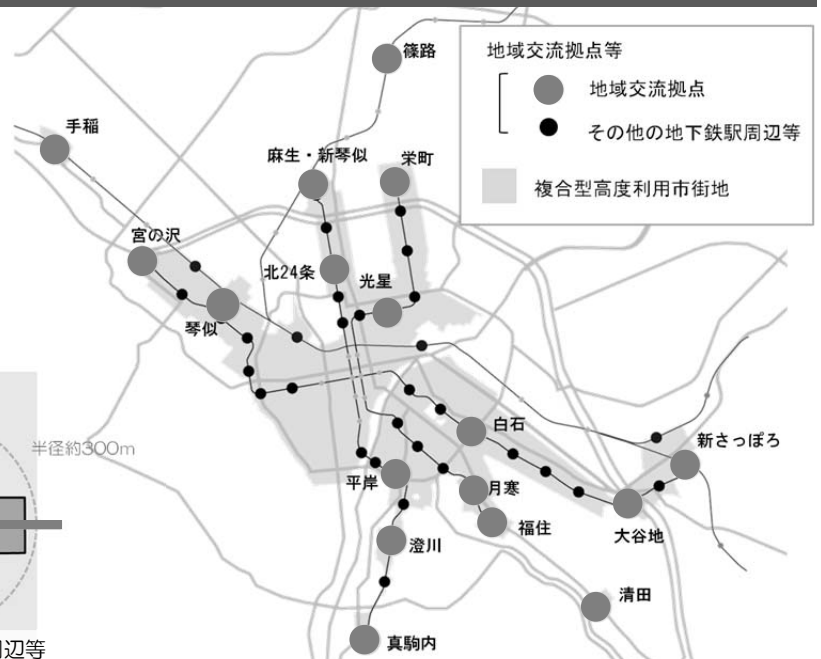 地域交流拠点等
地域交流拠点
その他の地下鉄駅周辺等
複合型高度利用市街地
篠路
手稲
麻生・新琴似
栄町
宮の沢
北24条
光星
琴似
白石
新さっぽろ
半径約300m
平岸
月寒
福住
大谷地
澄川
清田
真駒内
辺等